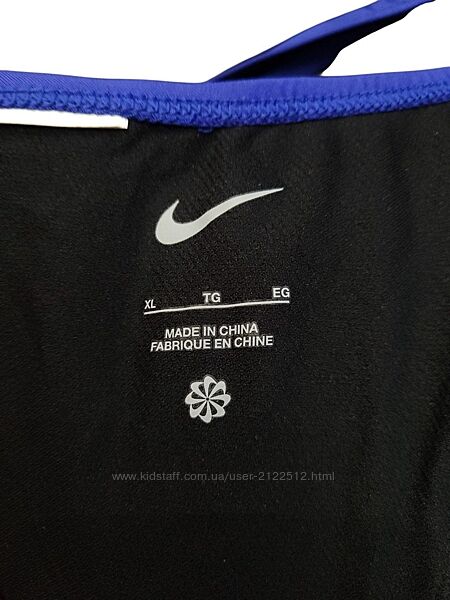 XL TG EG
MADE IN CHINA
FABRIQUE EN CHINE
www.kidstaff.com.ua/user-2122512.html